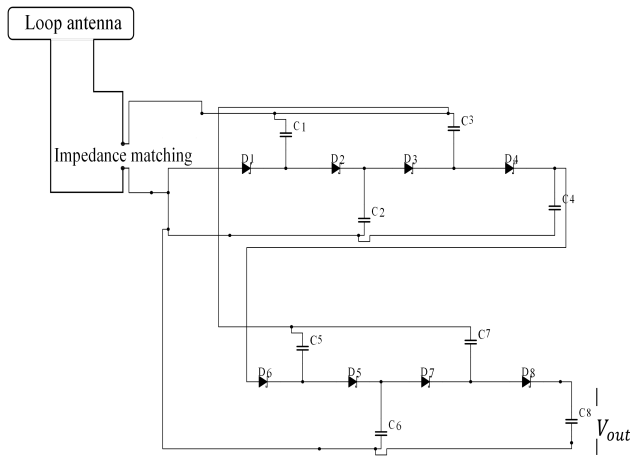 Loop antenna
C1
C3
Impedance matching
D1
D2
D3
D4
C2
C4
C5
C7
D6
D5
D7
D8
C6
C8
Vout